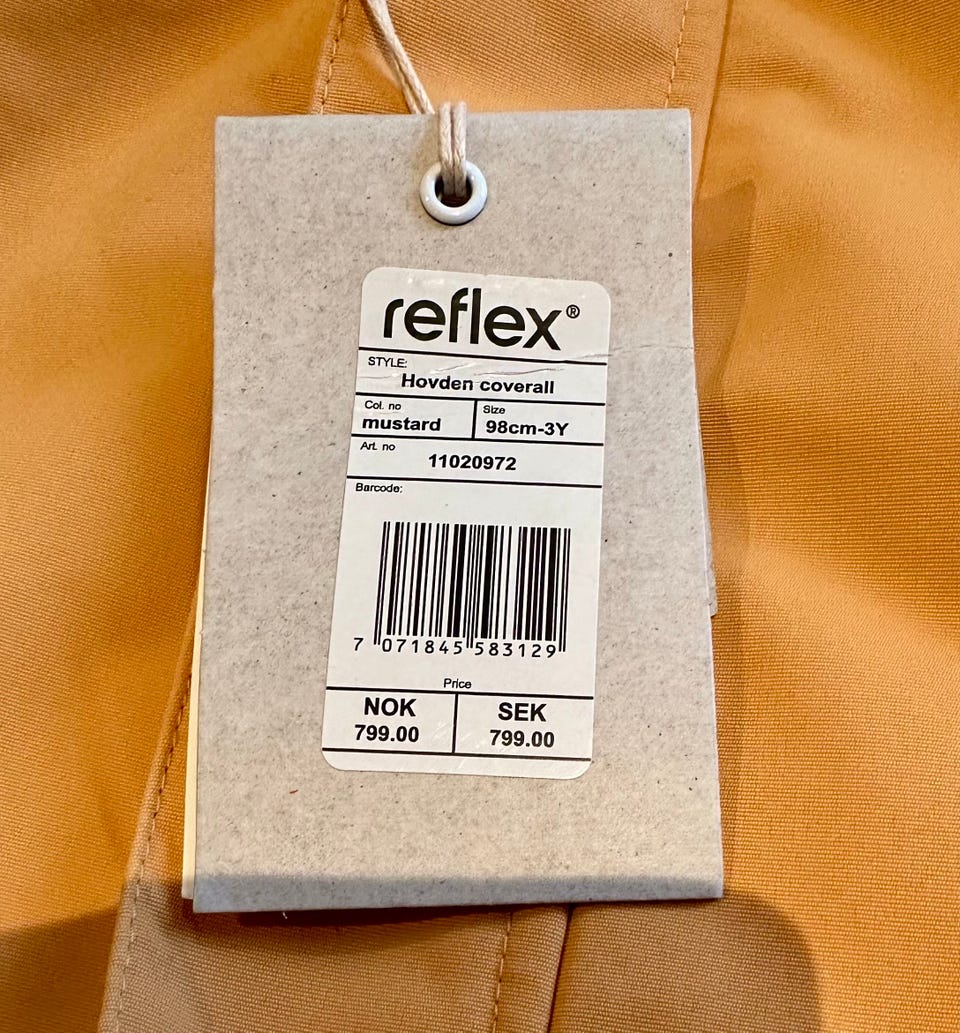 reflex®
STYLE:
Hovden coverall
Col. no
mustard
Size
98cm-3Y
Art. no
11020972
Barcode:
7 071845 583129
Price
NOK
799.00
SEK
799.00